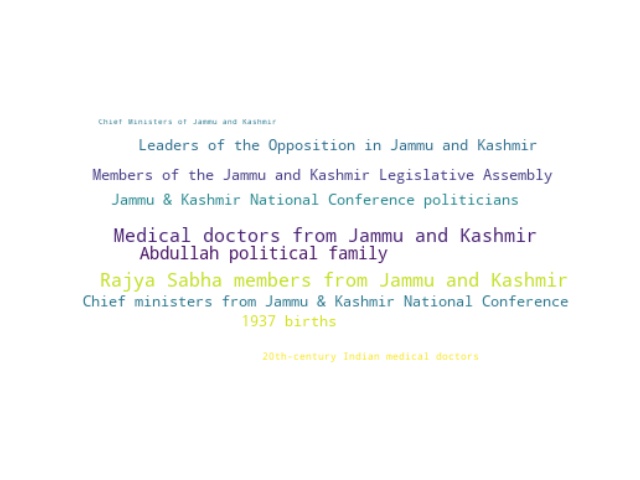 Chief Ministers of Jammu and Kashmir
Leaders of the Opposition in Jammu and Kashmir
Members of the Jammu and Kashmir Legislative Assembly
Jammu & Kashmir National Conference politicians
Medical doctors from Jammu and Kashmir
Abdullah political family
Rajya Sabha members from Jammu and Kashmir
Chief ministers from Jammu & Kashmir National Conference
1937 births
20th-century Indian medical doctors